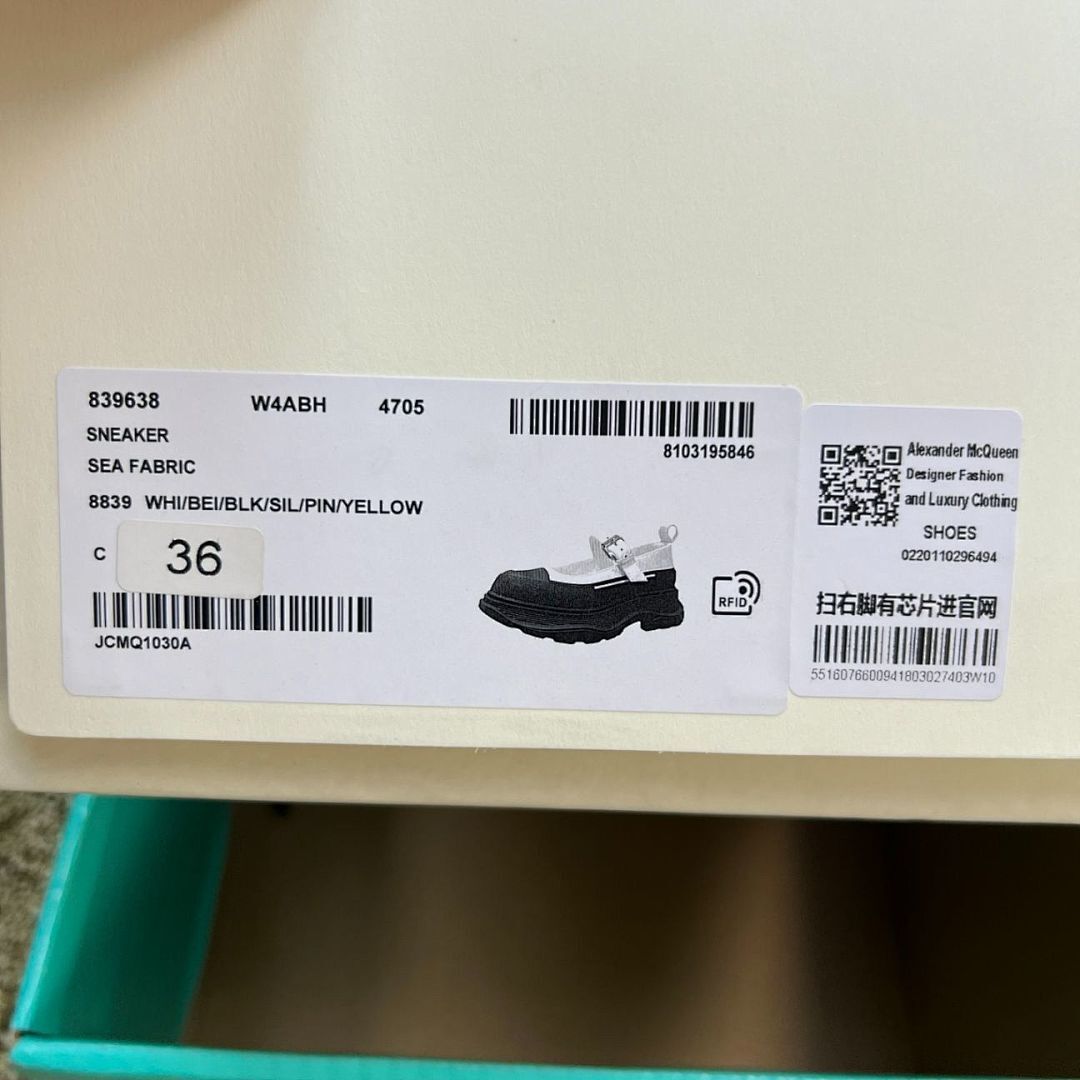 839638 W4ABH 4705
SNEAKER
SEA FABRIC
8839 WHI/BEI/BLK/SIL/PIN/YELLOW
C 36
JCMQ1030A
8103195846
RFID
Alexander McQueen
Designer Fashion
and Luxury Clothing
SHOES
0220110296494
扫右脚有芯片进官网
5516076600941803027403W10